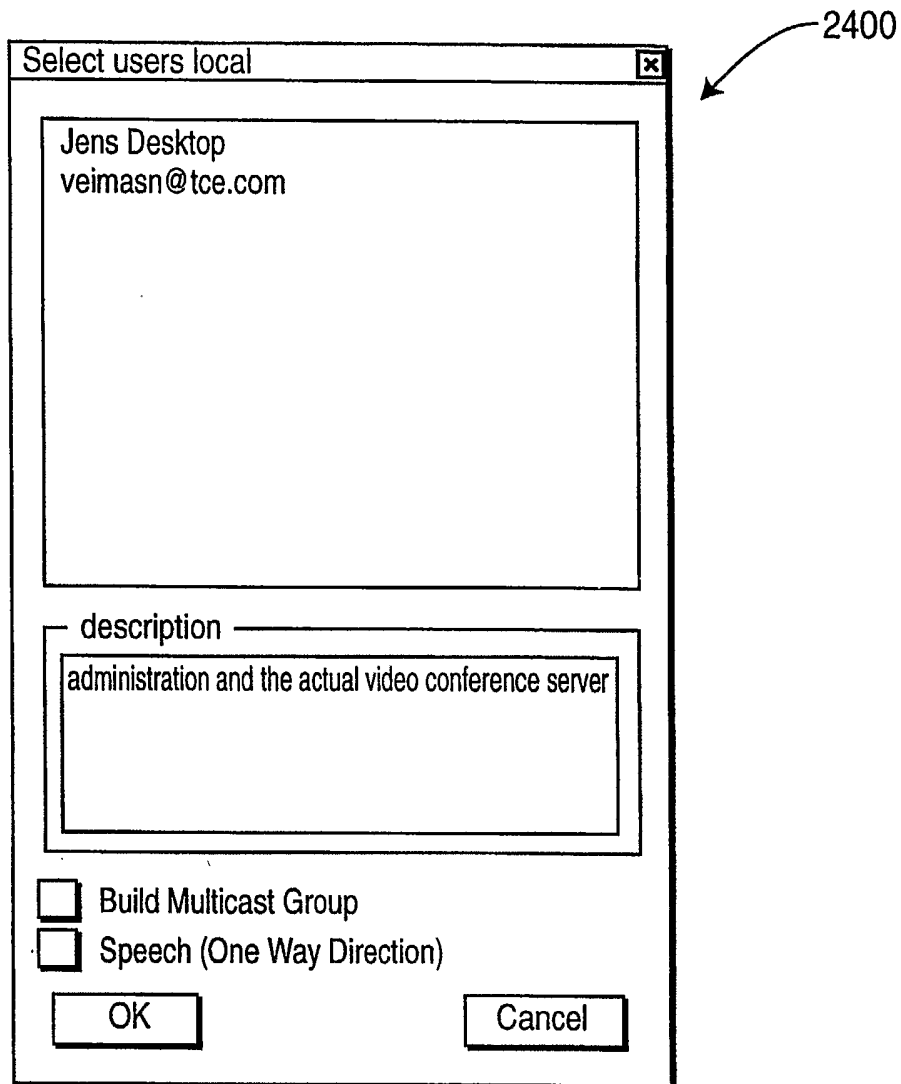 2400
Select users local
Jens Desktop
veimasn@tce.com
description
administration and the actual video conference server
Build Multicast Group
Speech (One Way Direction)
OK Cancel